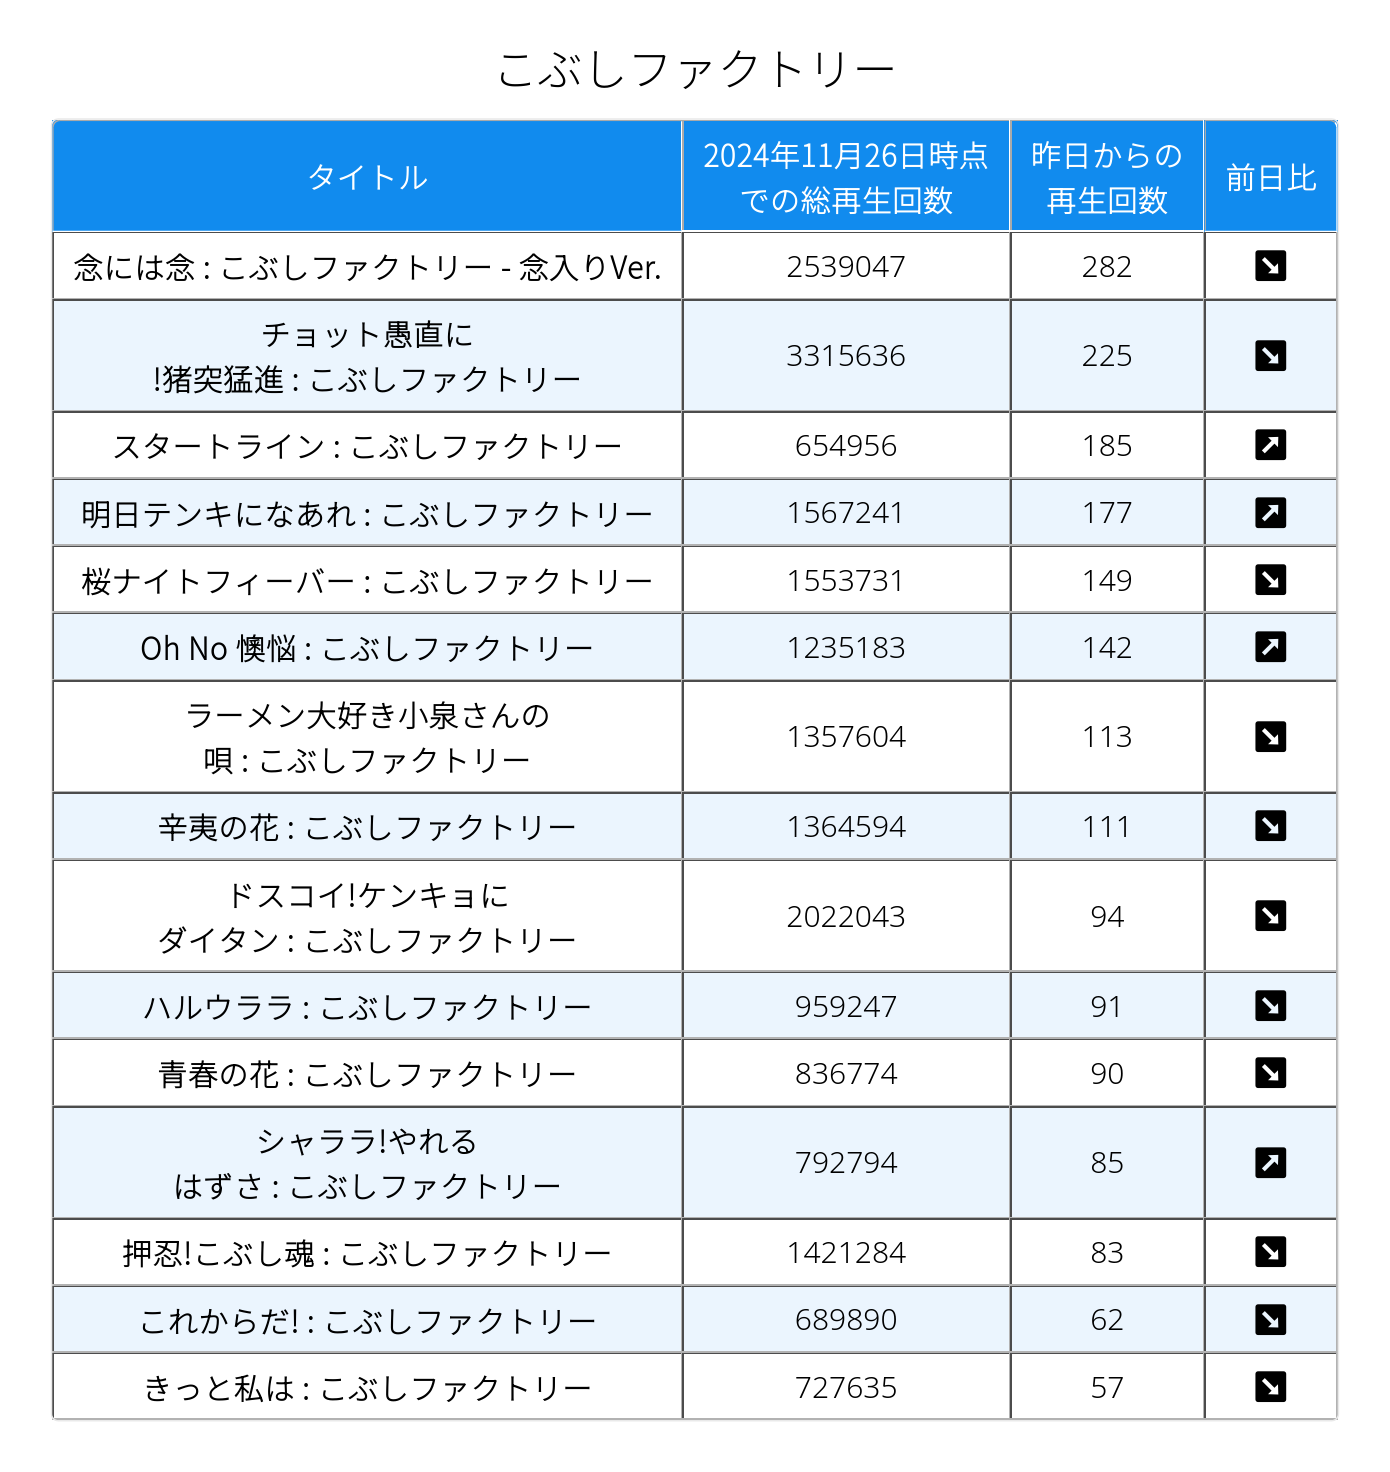 こぶしファクトリー
タイトル
2024年11月26日時点
での総再生回数
昨日からの
再生回数
前日比
念には念 : こぶしファクトリー - 念入りVer.
2539047
282
チョット愚直に
!猪突猛進 : こぶしファクトリー
3315636
225
スタートライン : こぶしファクトリー
654956
185
明日テンキになあれ : こぶしファクトリー
1567241
177
桜ナイトフィーバー : こぶしファクトリー
1553731
149
Oh No 懊悩 : こぶしファクトリー
1235183
142
ラーメン大好き小泉さんの
唄 : こぶしファクトリー
1357604
113
辛夷の花 : こぶしファクトリー
1364594
111
ドスコイ!ケンキョに
ダイタン : こぶしファクトリー
2022043
94
ハルウララ : こぶしファクトリー
959247
91
青春の花 : こぶしファクトリー
836774
90
シャララ!やれる
はずさ : こぶしファクトリー
792794
85
押忍!こぶし魂 : こぶしファクトリー
1421284
83
これからだ! : こぶしファクトリー
689890
62
きっと私は : こぶしファクトリー
727635
57